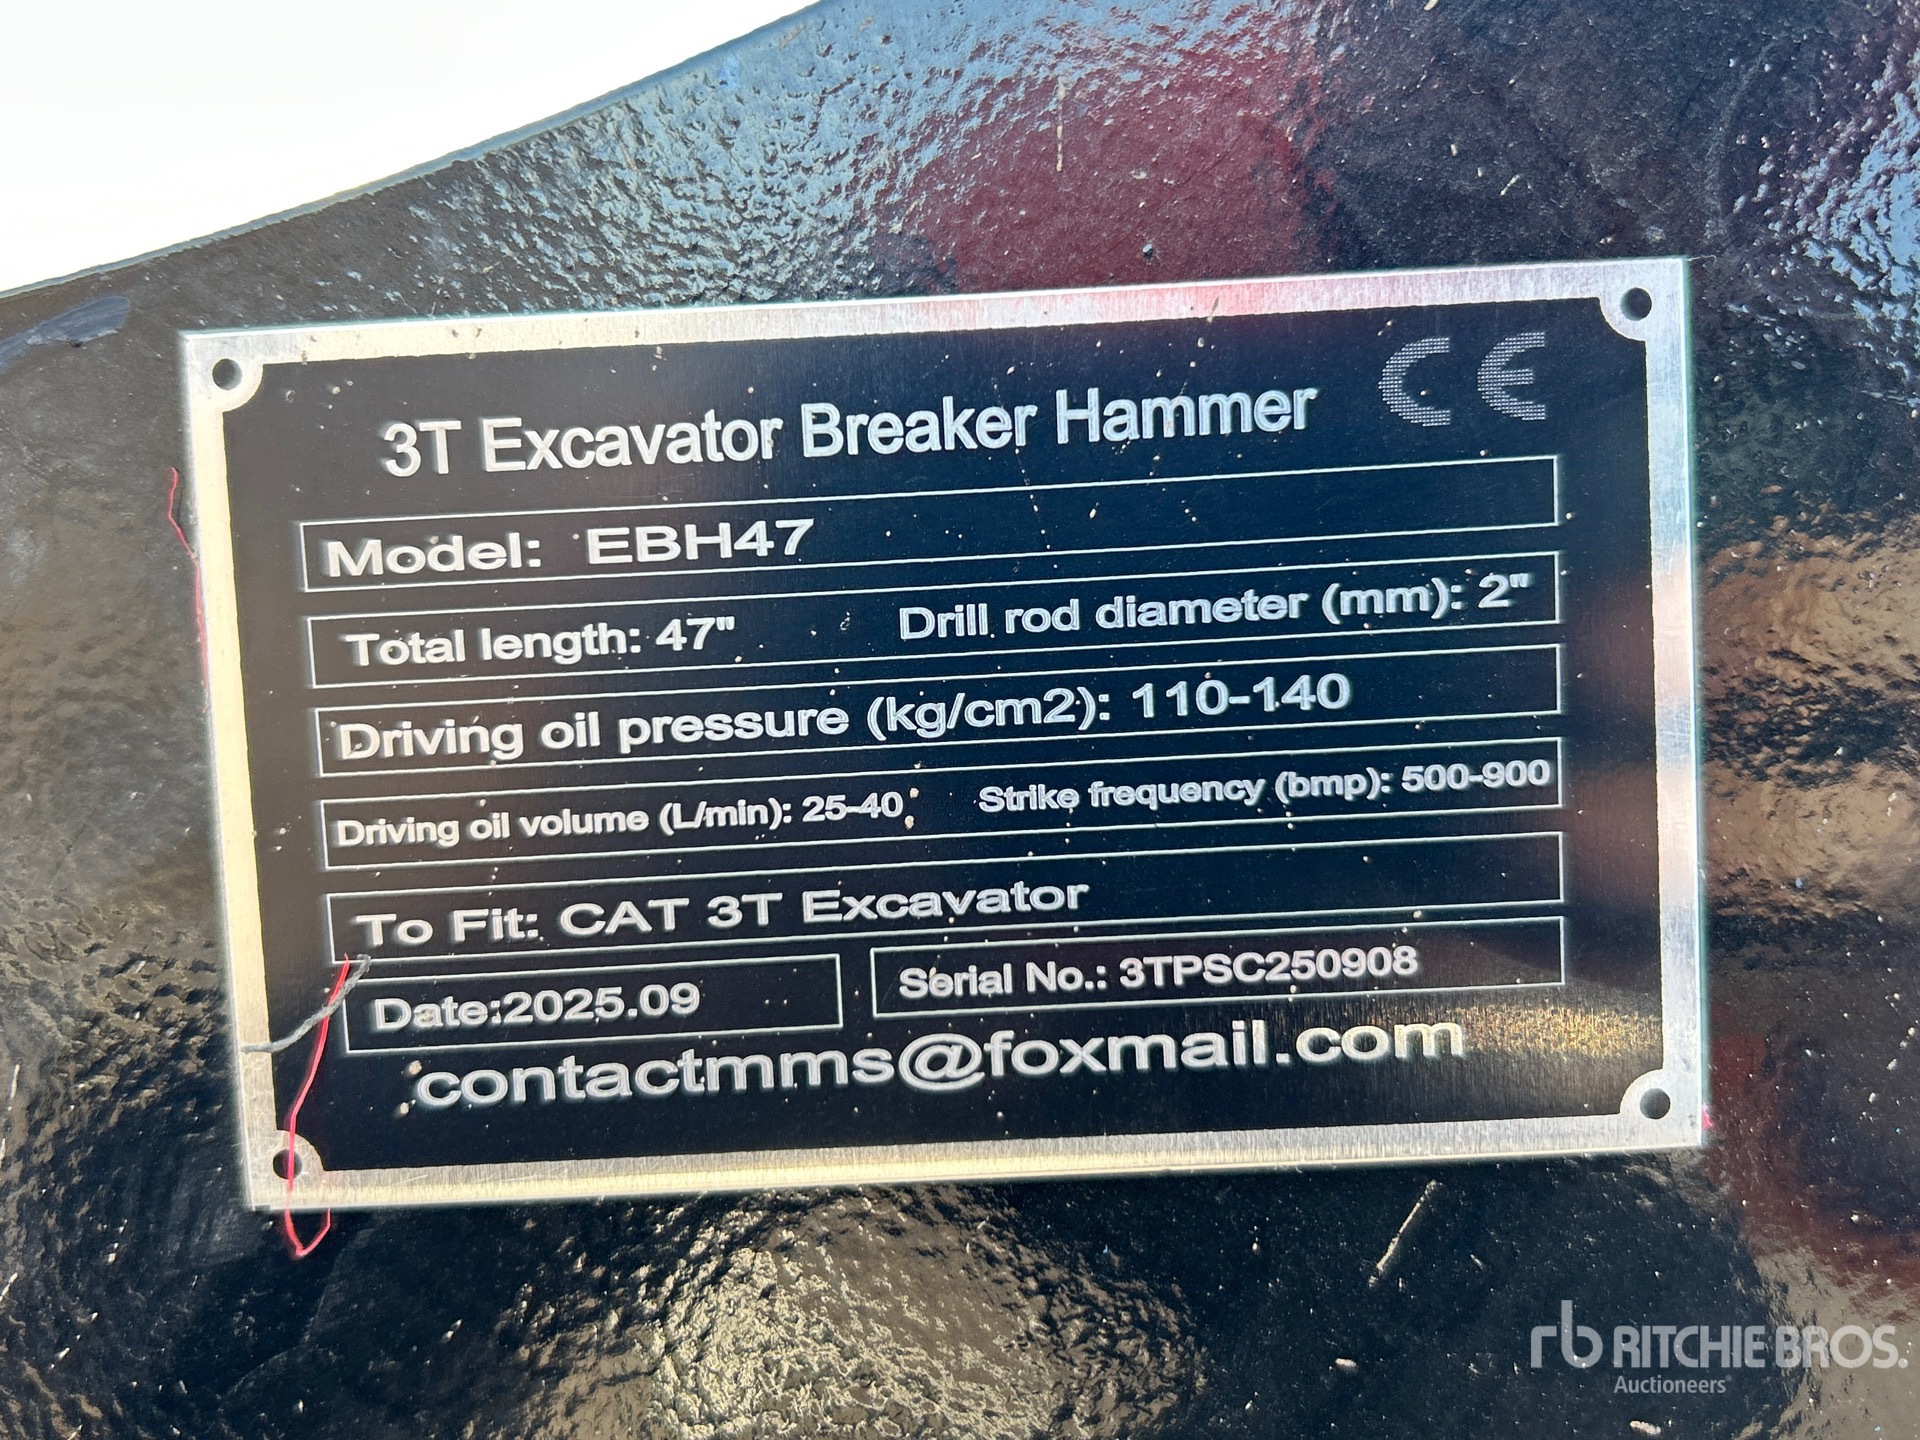 CE
3T Excavator Breaker Hammer
Model: EBH47
Total length: 47" Drill rod diameter (mm): 2"
Driving oil pressure (kg/cm2): 110-140
Driving oil volume (L/min): 25-40 Strike frequency (bmp): 500-900
To Fit: CAT 3T Excavator
Date:2025.09 Serial No.: 3TPSC250908
contactmms@foxmail.com
rb RITCHIE BROS.
Auctioneers